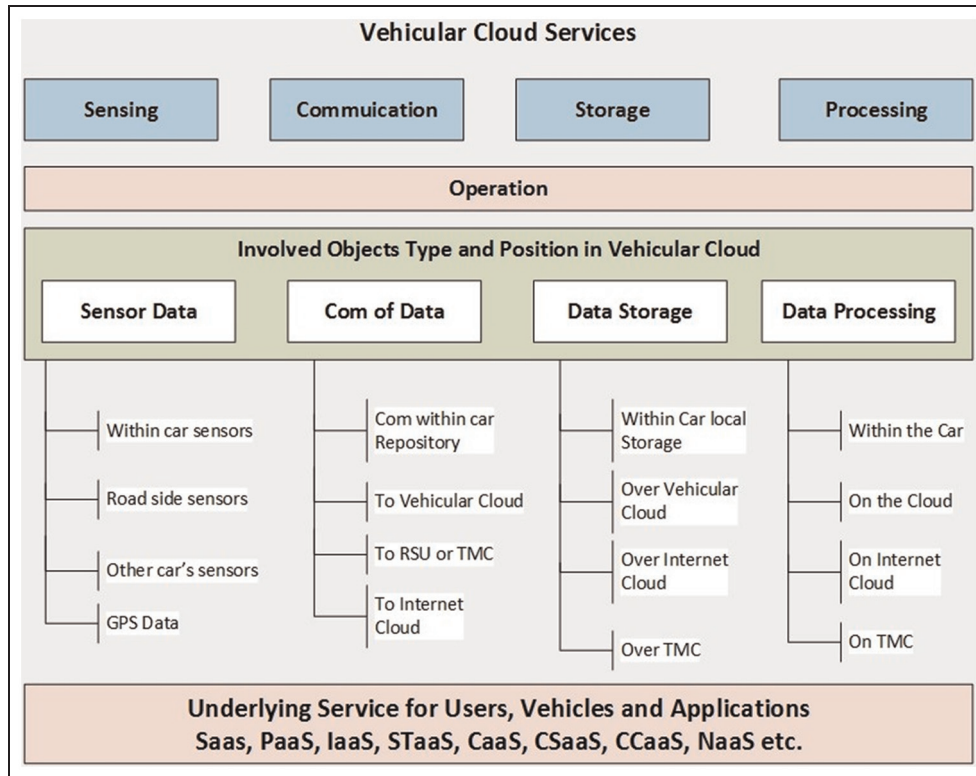 Vehicular Cloud Services
Sensing
Commuication
Storage
Processing
Operation
Involved Objects Type and Position in Vehicular Cloud
Sensor Data
Com of Data
Data Storage
Data Processing
Within car sensors
Road side sensors
Other car's sensors
GPS Data
Com within car
Repository
To Vehicular Cloud
To RSU or TMC
To Internet
Cloud
Within Car local
Storage
Over Vehicular
Cloud
Over Internet
Cloud
Over TMC
Within the Car
On the Cloud
On Internet
Cloud
On TMC
Underlying Service for Users, Vehicles and Applications
Saas, PaaS, IaaS, STaaS, CaaS, CSaaS, CCaaS, NaaS etc.